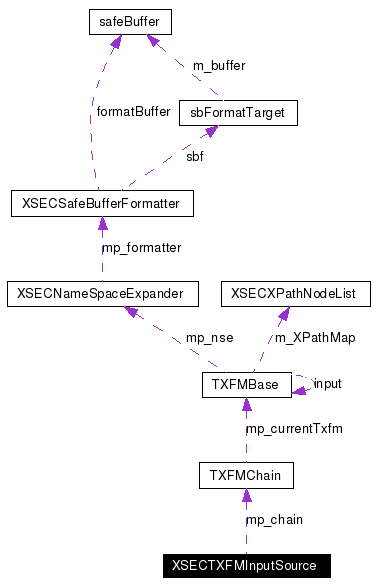 safeBuffer
m_buffer
formatBuffer
sbFormatTarget
sbf
XSECSafeBufferFormatter
mp_formatter
XSECNameSpaceExpander
XSECXPathNodeList
mp_nse
m_XPathMap
TXFMBase
input
mp_currentTxfm
TXFMChain
mp_chain
XSECTXFMInputSource